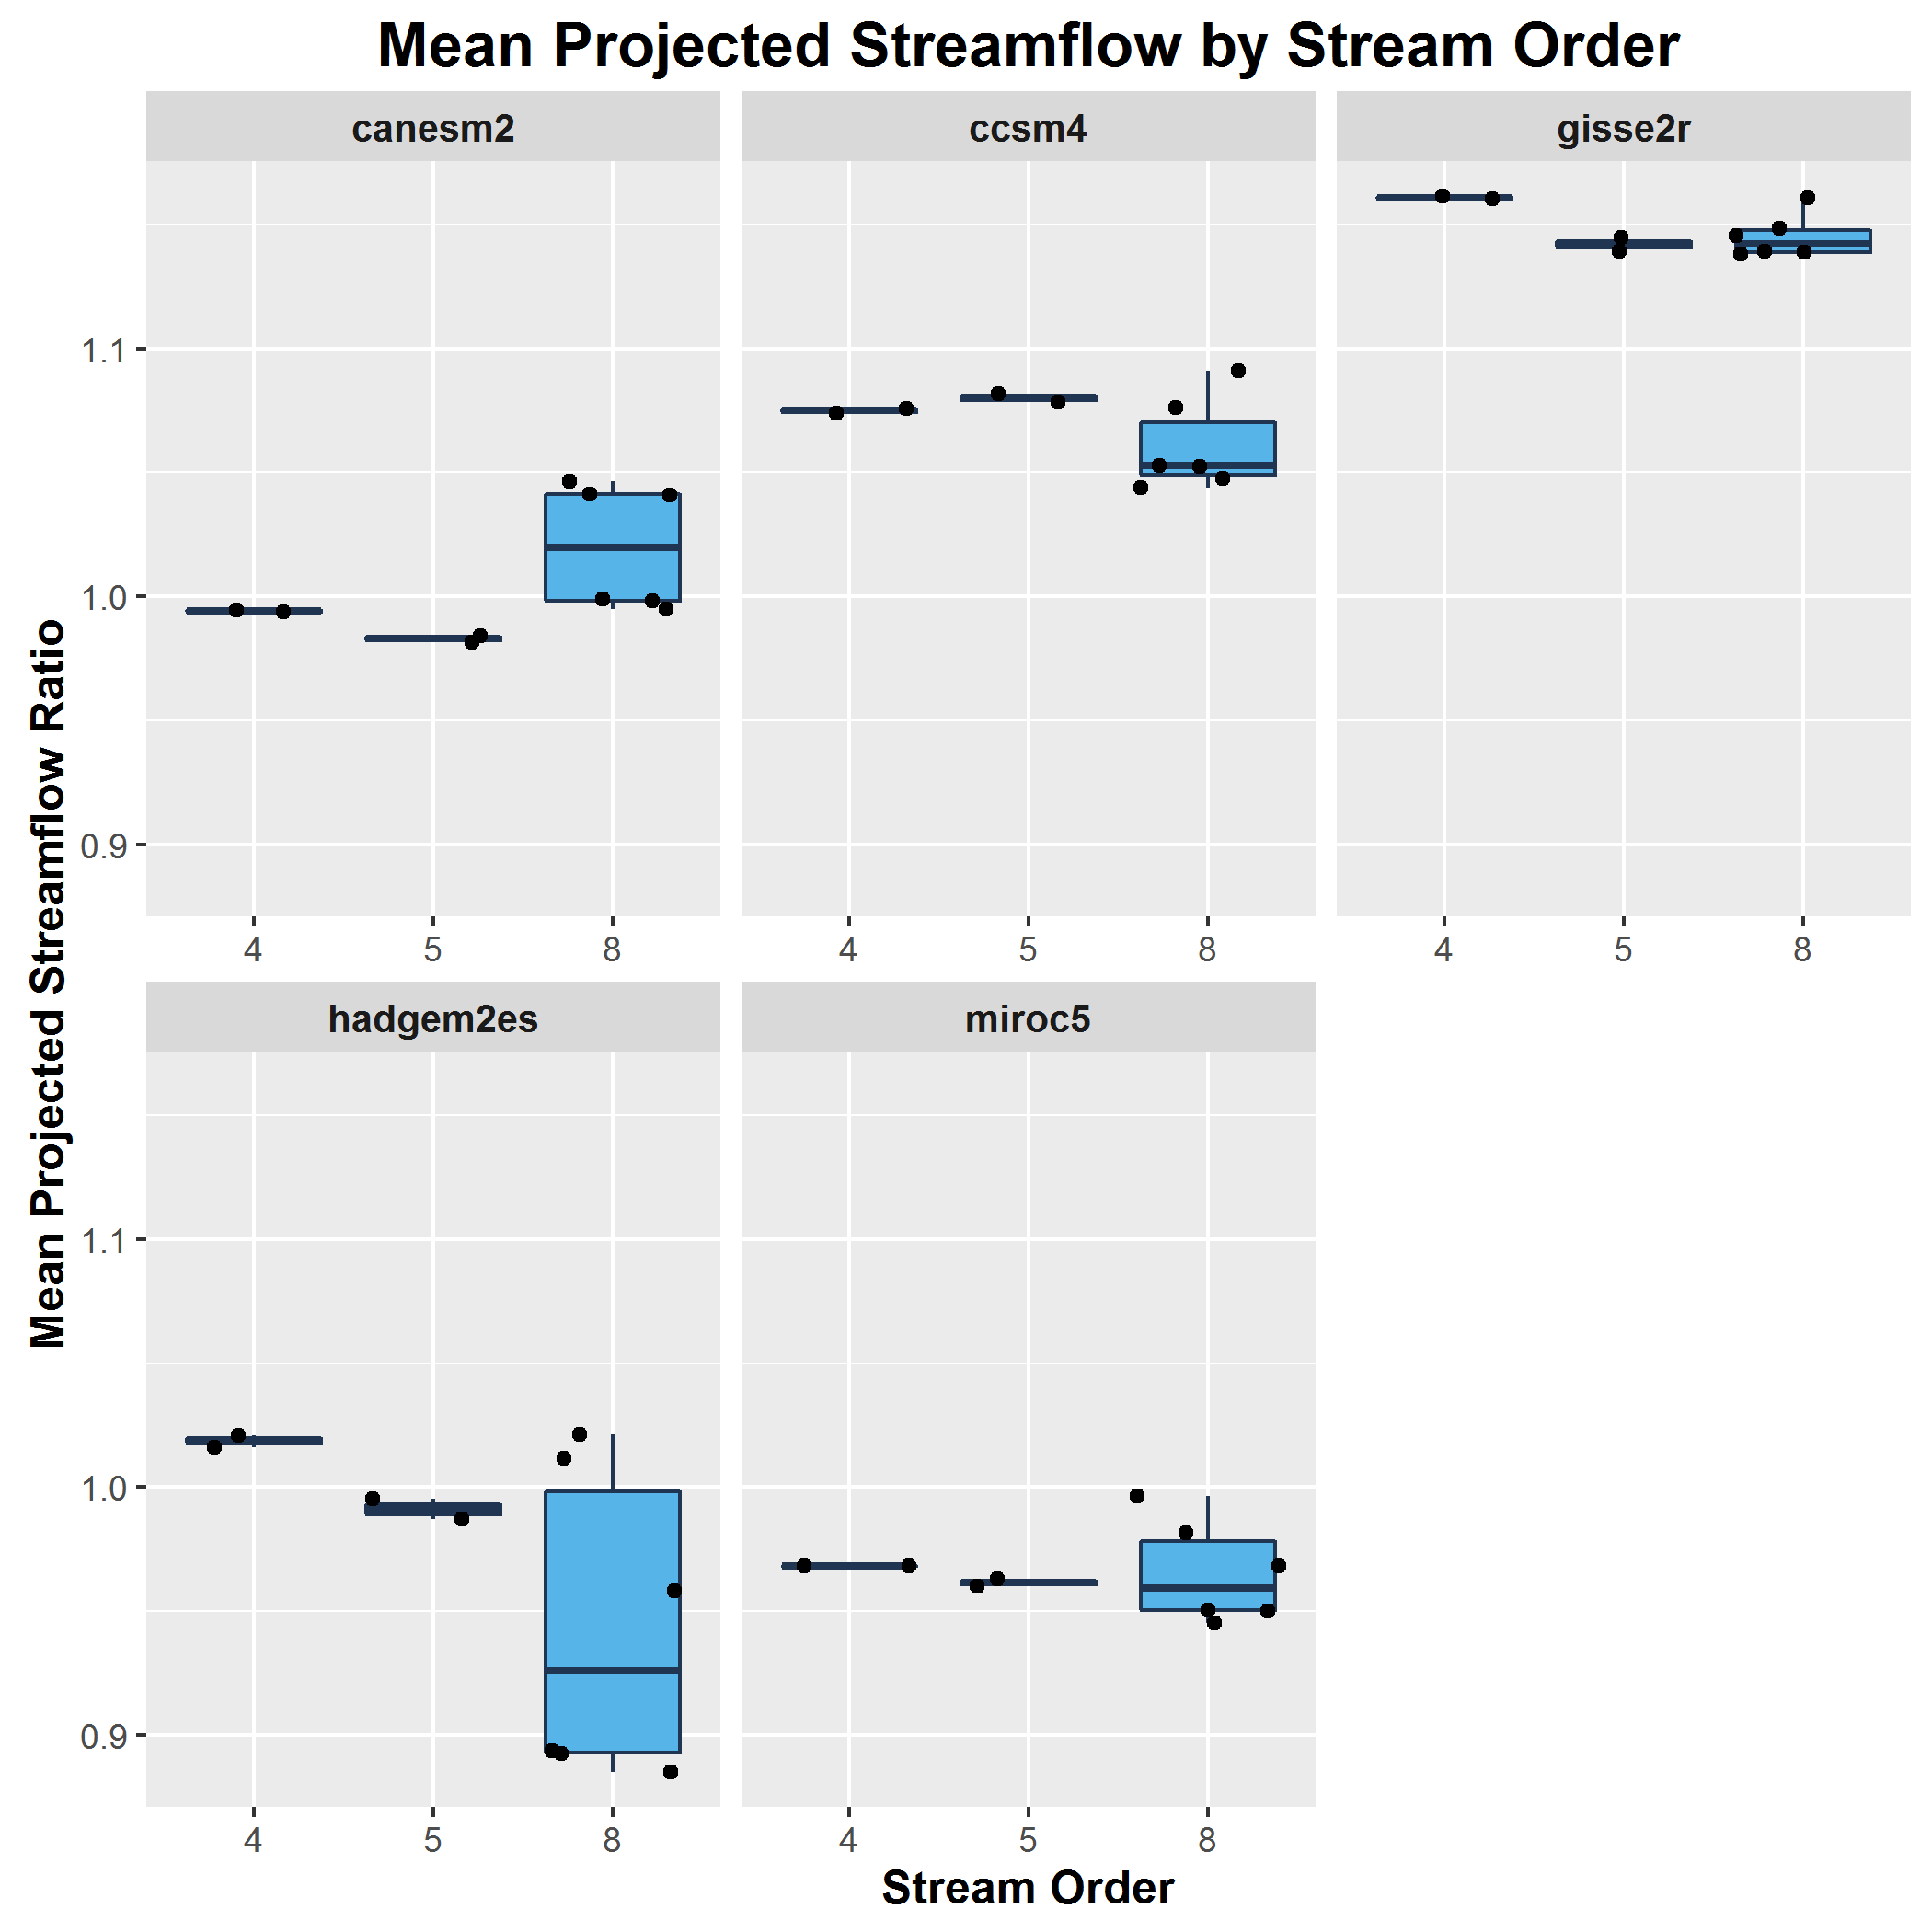 Mean Projected Streamflow by Stream Order
canesm2 ccsm4 gisse2r
1.1
1.0
0.9
4 5 8 4 5 8 4 5 8
Mean Projected Streamflow Ratio
hadgem2es miroc5
1.1
1.0
0.9
4 5 8 4 5 8
Stream Order